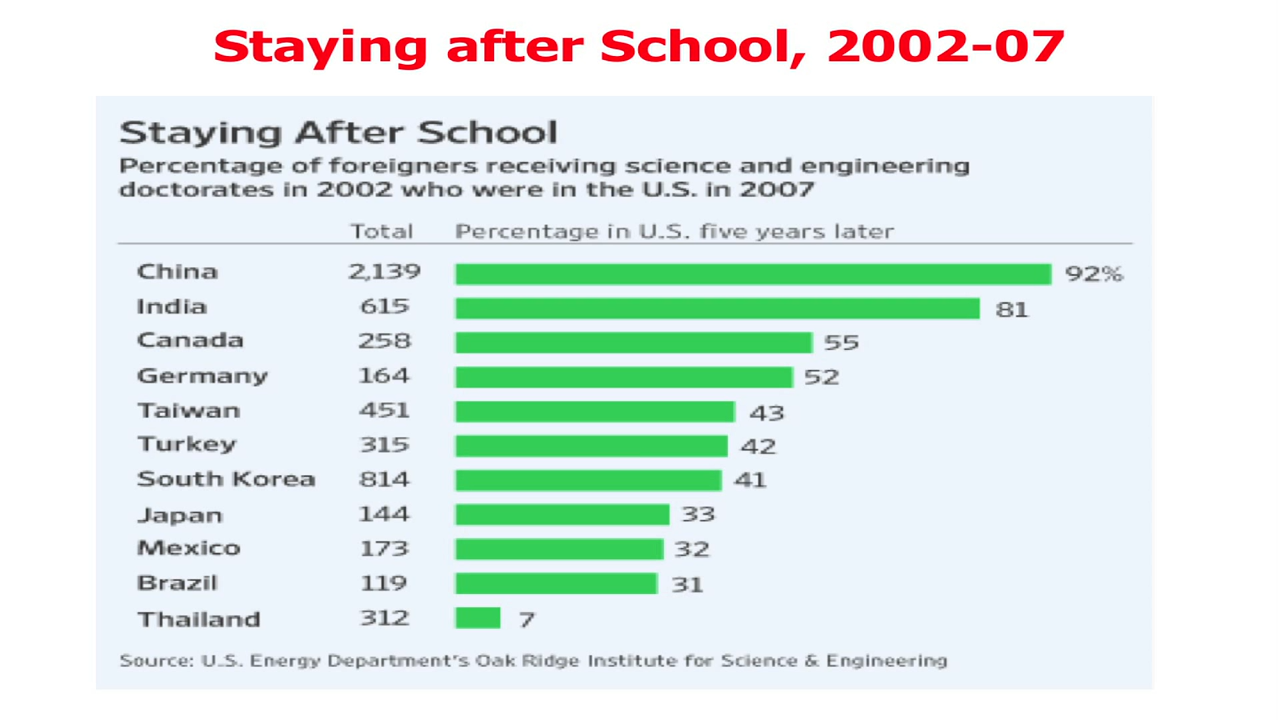 Staying after School, 2002-07
Staying After School
Percentage of foreigners receiving science and engineering
doctorates in 2002 who were in the U.S. in 2007
Total Percentage in U.S. five years later
China 2,139 92%
India 615 81
Canada 258 55
Germany 164 52
Taiwan 451 43
Turkey 315 42
South Korea 814 41
Japan 144 33
Mexico 173 32
Brazil 119 31
Thailand 312 7
Source: U.S. Energy Department's Oak Ridge Institute for Science & Engineering